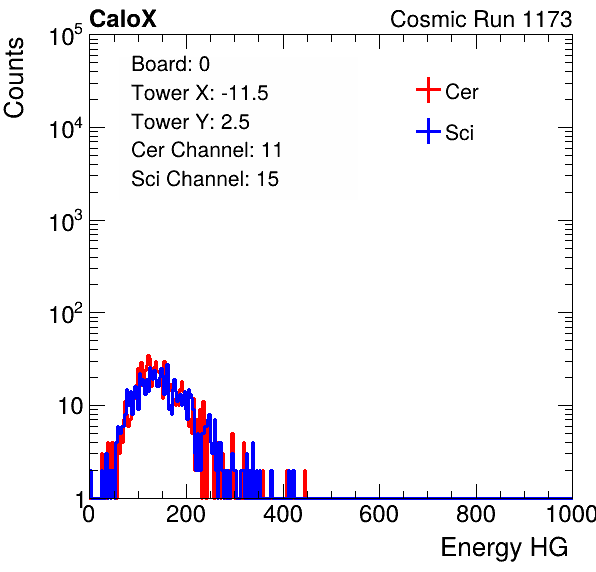 CaloX Cosmic Run 1173
Counts
Board: 0
Tower X: -11.5
Tower Y: 2.5
Cer Channel: 11
Sci Channel: 15
Cer
Sci
10^5
10^4
10^3
10^2
10
1
0 200 400 600 800 1000
Energy HG